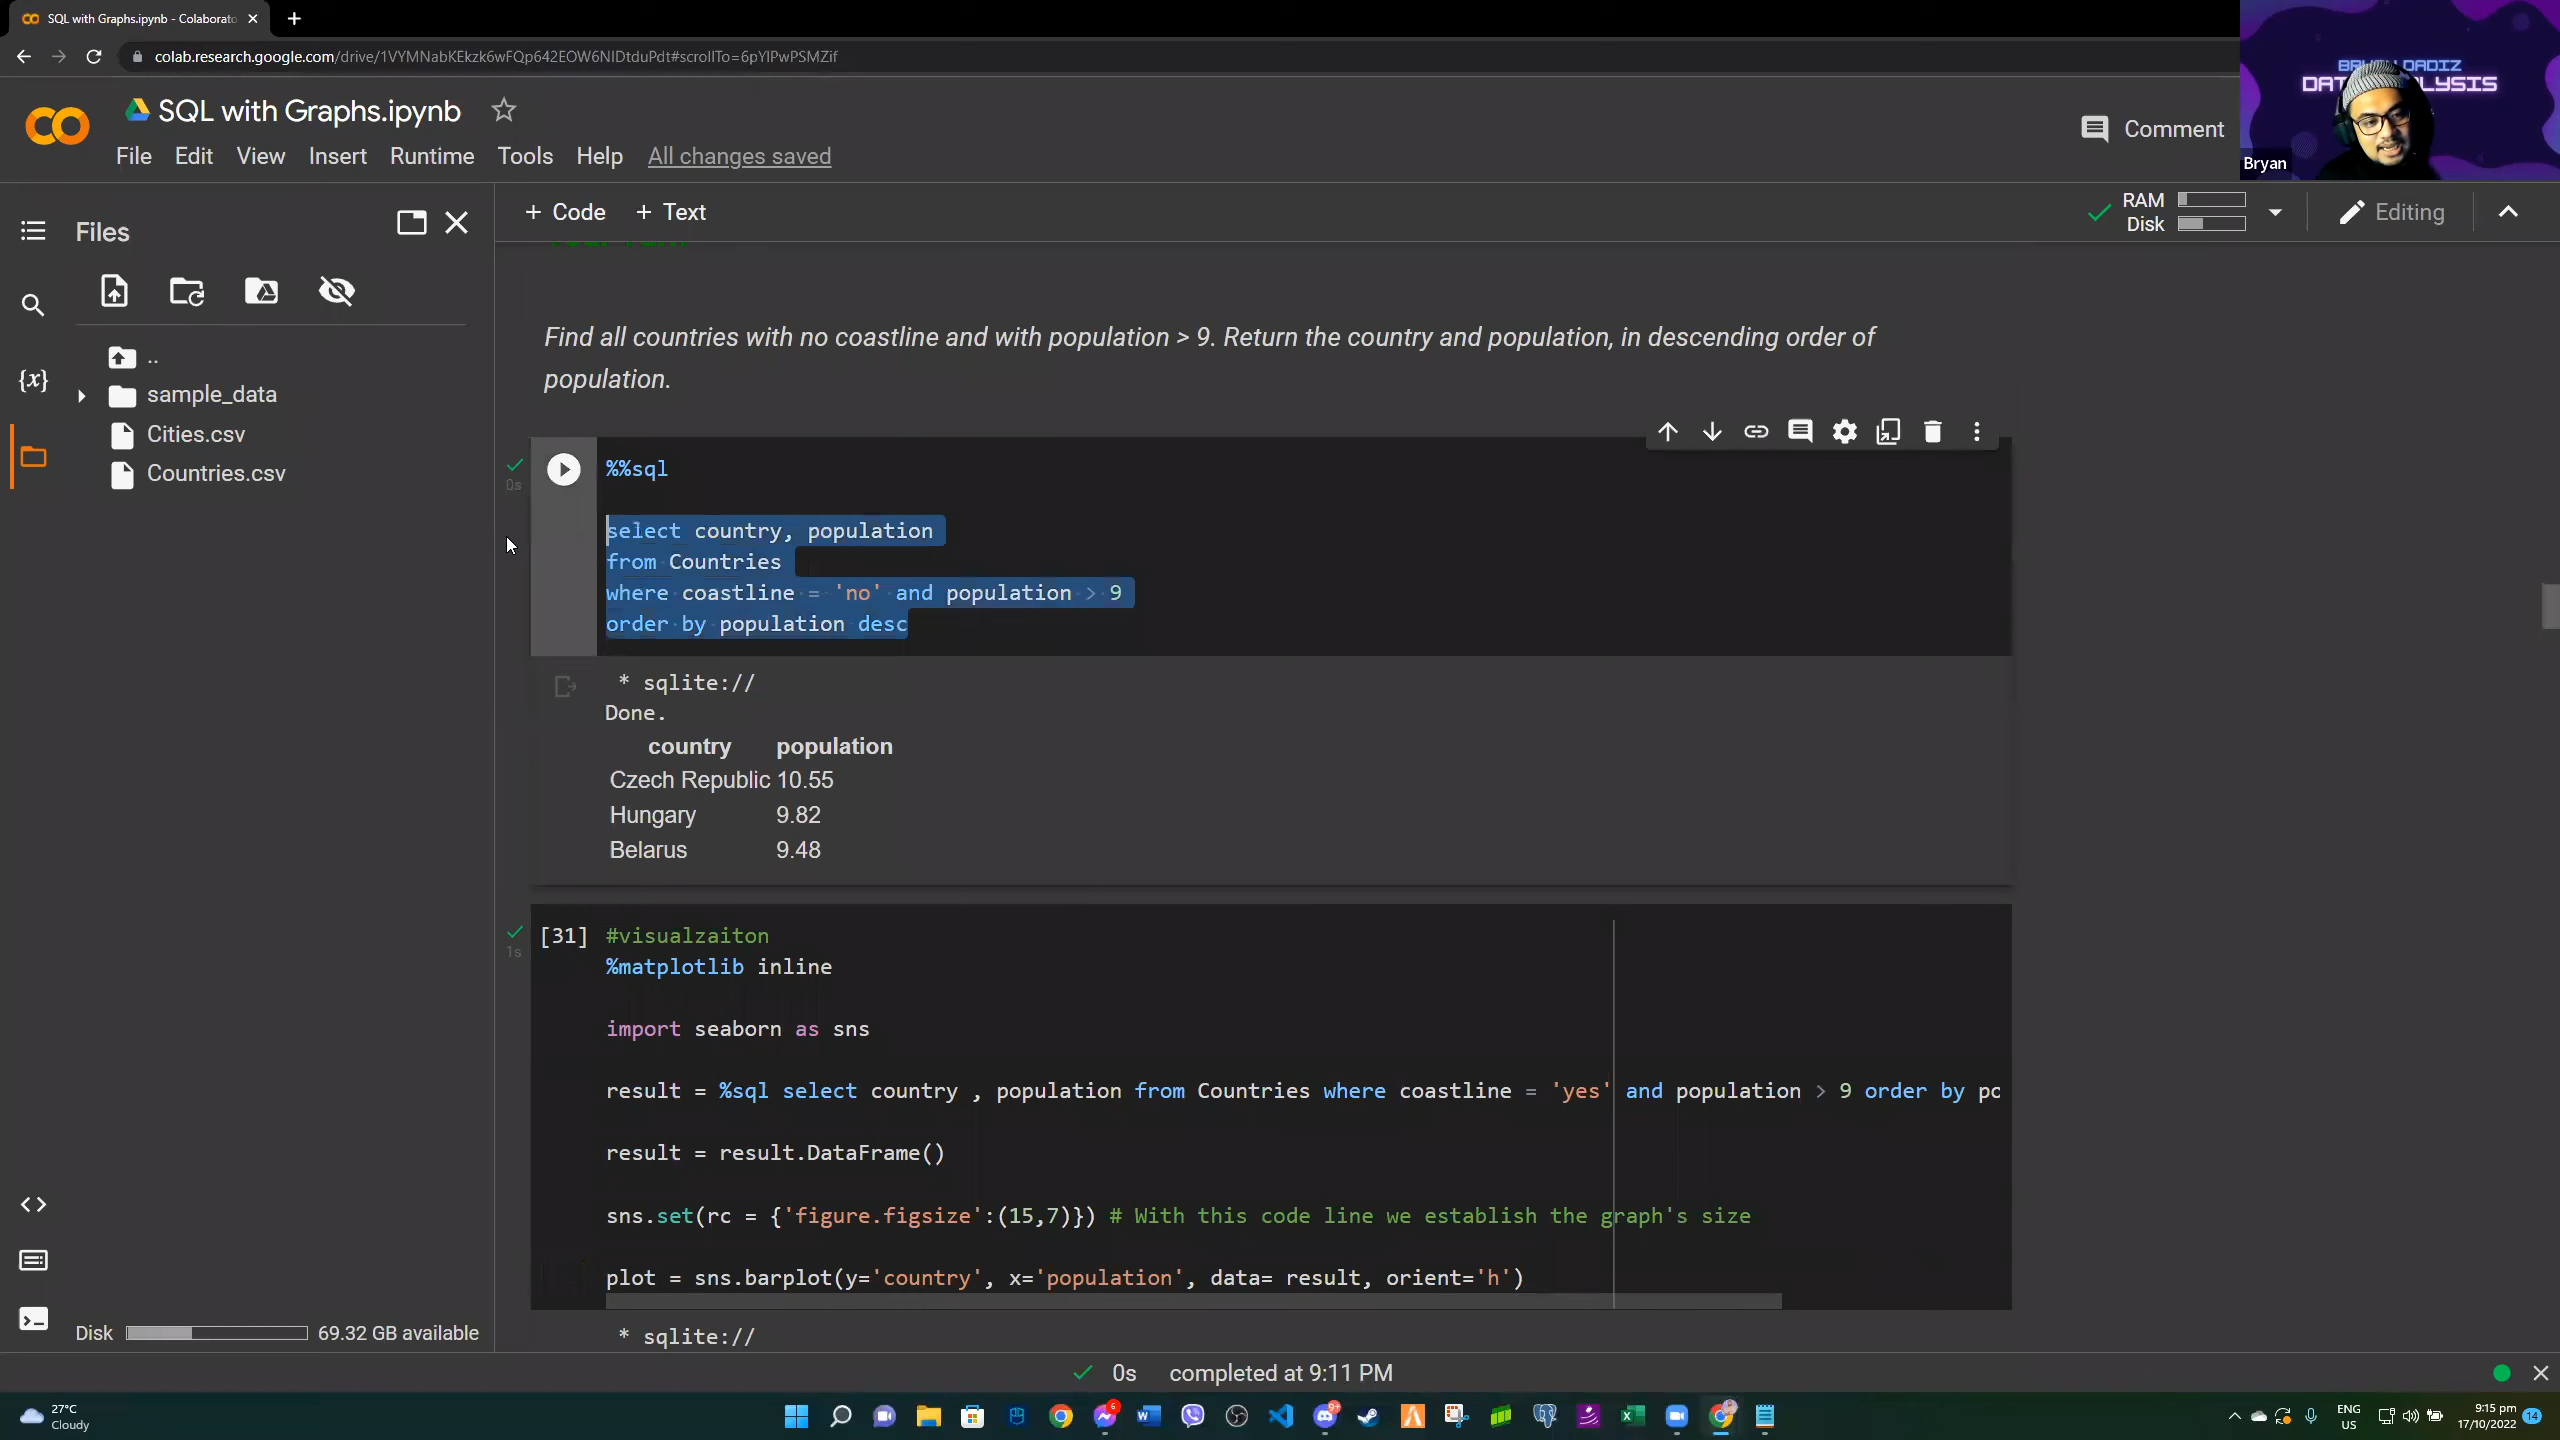 SQL with Graphs.ipynb - Colaborato
colab.research.google.com/drive/1VYMNabKEkzk6wFQp642EOW6NIDtduPdt#scrollTo=6pYIPwPSMZif
SQL with Graphs.ipynb
File Edit View Insert Runtime Tools Help All changes saved
Comment
Bryan
Files
+ Code + Text
RAM
Disk
Editing
..
sample_data
Cities.csv
Countries.csv
{x}
Find all countries with no coastline and with population > 9. Return the country and population, in descending order of
population.
0s
%%sql
select country, population
from Countries
where coastline = 'no' and population > 9
order by population desc
* sqlite://
Done.
country population
Czech Republic 10.55
Hungary 9.82
Belarus 9.48
[31]
1s
#visualzaiton
%matplotlib inline
import seaborn as sns
result = %sql select country , population from Countries where coastline = 'yes' and population > 9 order by po
result = result.DataFrame()
sns.set(rc = {'figure.figsize':(15,7)}) # With this code line we establish the graph's size
plot = sns.barplot(y='country', x='population', data= result, orient='h')
* sqlite://
Disk 69.32 GB available
0s completed at 9:11 PM
27°C
Cloudy
ENG
US
9:15 pm
17/10/2022
14